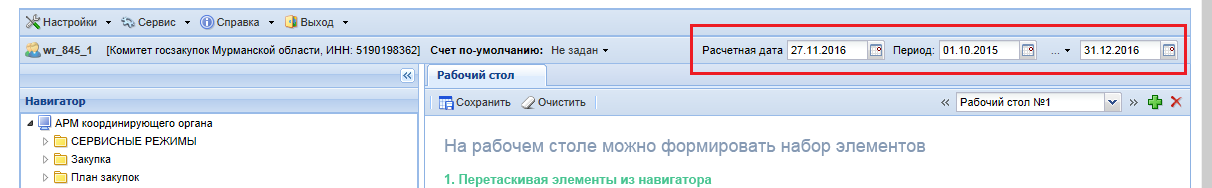 Настройки Сервис Справка Выход
wr_845_1 [Комитет госзакупок Мурманской области, ИНН: 5190198362] Счет по-умолчанию: Не задан Расчетная дата 27.11.2016 Период: 01.10.2015 ... 31.12.2016
Рабочий стол
Навигатор
Сохранить Очистить « Рабочий стол №1 »
АРМ координирующего органа
СЕРВИСНЫЕ РЕЖИМЫ
Закупка
План закупок
На рабочем столе можно формировать набор элементов
1. Перетаскивая элементы из навигатора